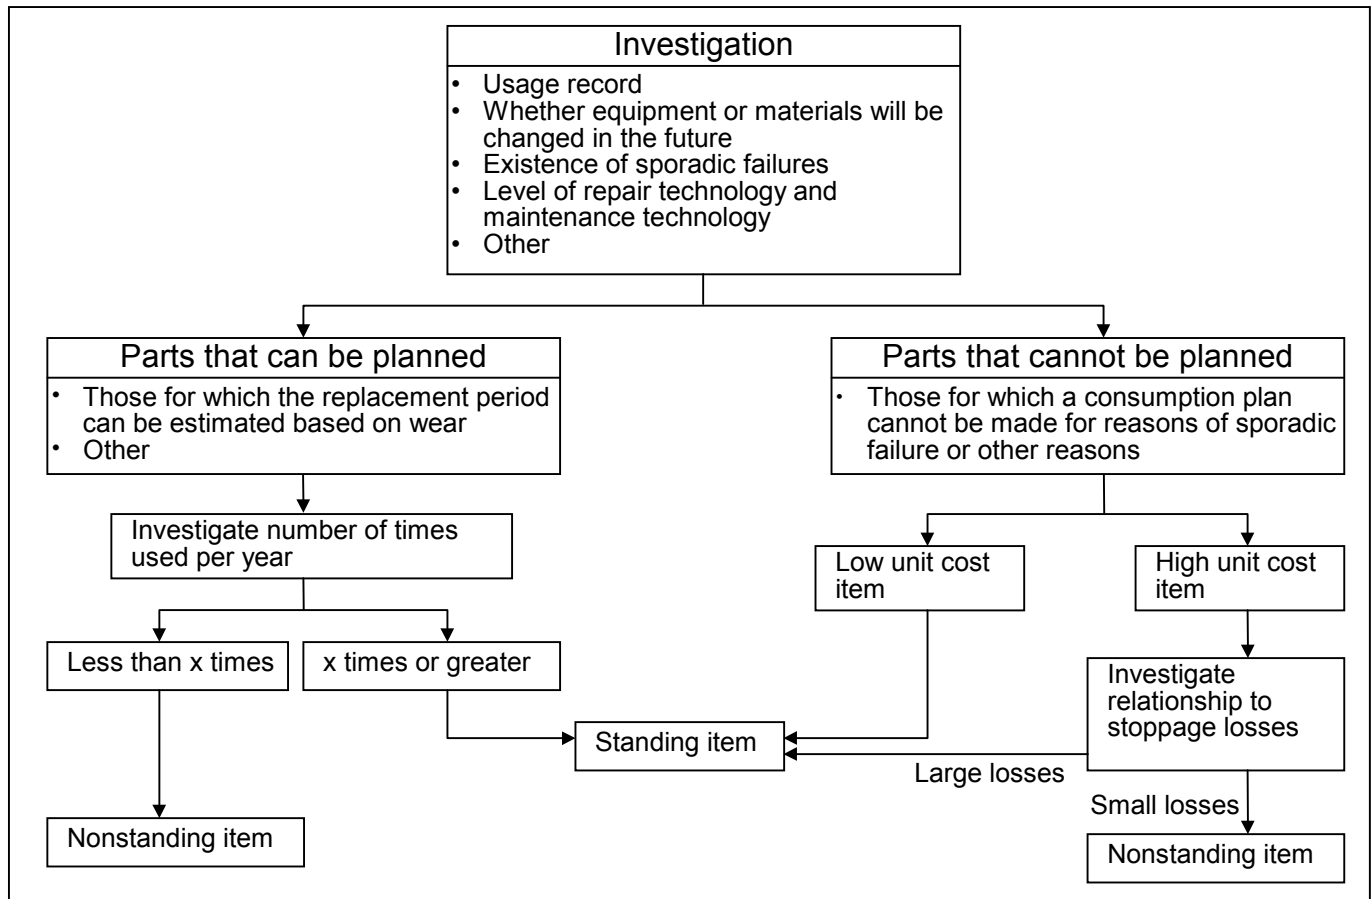 Investigation
• Usage record
• Whether equipment or materials will be
changed in the future
• Existence of sporadic failures
• Level of repair technology and
maintenance technology
• Other
Parts that can be planned
• Those for which the replacement period
can be estimated based on wear
• Other
Parts that cannot be planned
• Those for which a consumption plan
cannot be made for reasons of sporadic
failure or other reasons
Investigate number of times
used per year
Low unit cost
item
High unit cost
item
Less than x times
x times or greater
Investigate
relationship to
stoppage losses
Standing item
Large losses
Small losses
Nonstanding item
Nonstanding item